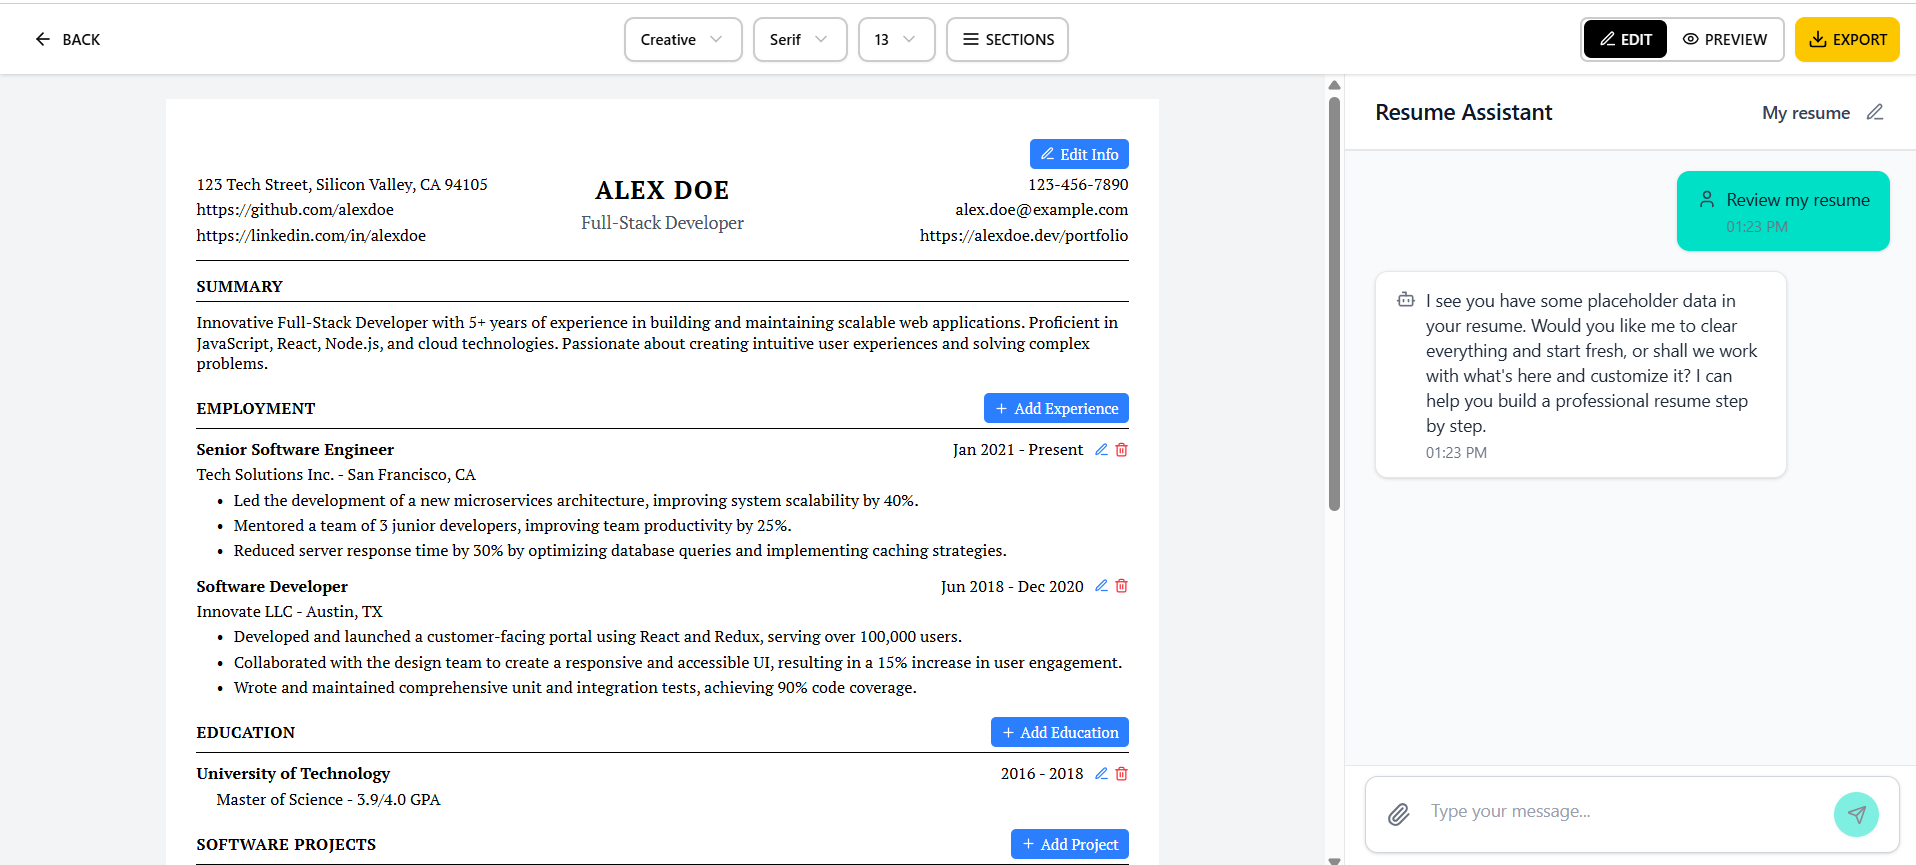 BACK
Creative
Serif
13
SECTIONS
EDIT
PREVIEW
EXPORT
Edit Info
123 Tech Street, Silicon Valley, CA 94105
https://github.com/alexdoe
https://linkedin.com/in/alexdoe
ALEX DOE
Full-Stack Developer
123-456-7890
alex.doe@example.com
https://alexdoe.dev/portfolio
SUMMARY
Innovative Full-Stack Developer with 5+ years of experience in building and maintaining scalable web applications. Proficient in
JavaScript, React, Node.js, and cloud technologies. Passionate about creating intuitive user experiences and solving complex
problems.
EMPLOYMENT
+ Add Experience
Senior Software Engineer
Jan 2021 - Present
Tech Solutions Inc. - San Francisco, CA
• Led the development of a new microservices architecture, improving system scalability by 40%.
• Mentored a team of 3 junior developers, improving team productivity by 25%.
• Reduced server response time by 30% by optimizing database queries and implementing caching strategies.
Software Developer
Jun 2018 - Dec 2020
Innovate LLC - Austin, TX
• Developed and launched a customer-facing portal using React and Redux, serving over 100,000 users.
• Collaborated with the design team to create a responsive and accessible UI, resulting in a 15% increase in user engagement.
• Wrote and maintained comprehensive unit and integration tests, achieving 90% code coverage.
EDUCATION
+ Add Education
University of Technology
2016 - 2018
Master of Science - 3.9/4.0 GPA
SOFTWARE PROJECTS
+ Add Project
Resume Assistant
My resume
Review my resume
01:23 PM
I see you have some placeholder data in
your resume. Would you like me to clear
everything and start fresh, or shall we work
with what's here and customize it? I can
help you build a professional resume step
by step.
01:23 PM
Type your message...